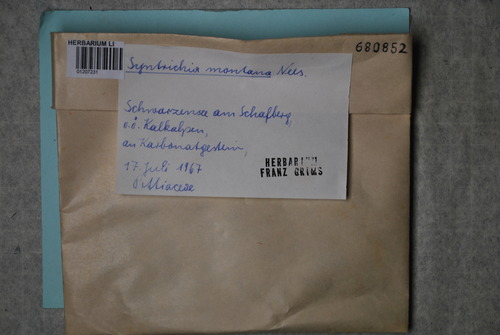 HERBARIUM LI
01207231
680852
Syntrichia montana Nees.
Schwarzensee am Schafberg,
o.ö. Kalkalpen,
an Karbonatgestein,
17. Juli 1967
Pottiaceae
HERBARIUM
FRANZ GRIMS